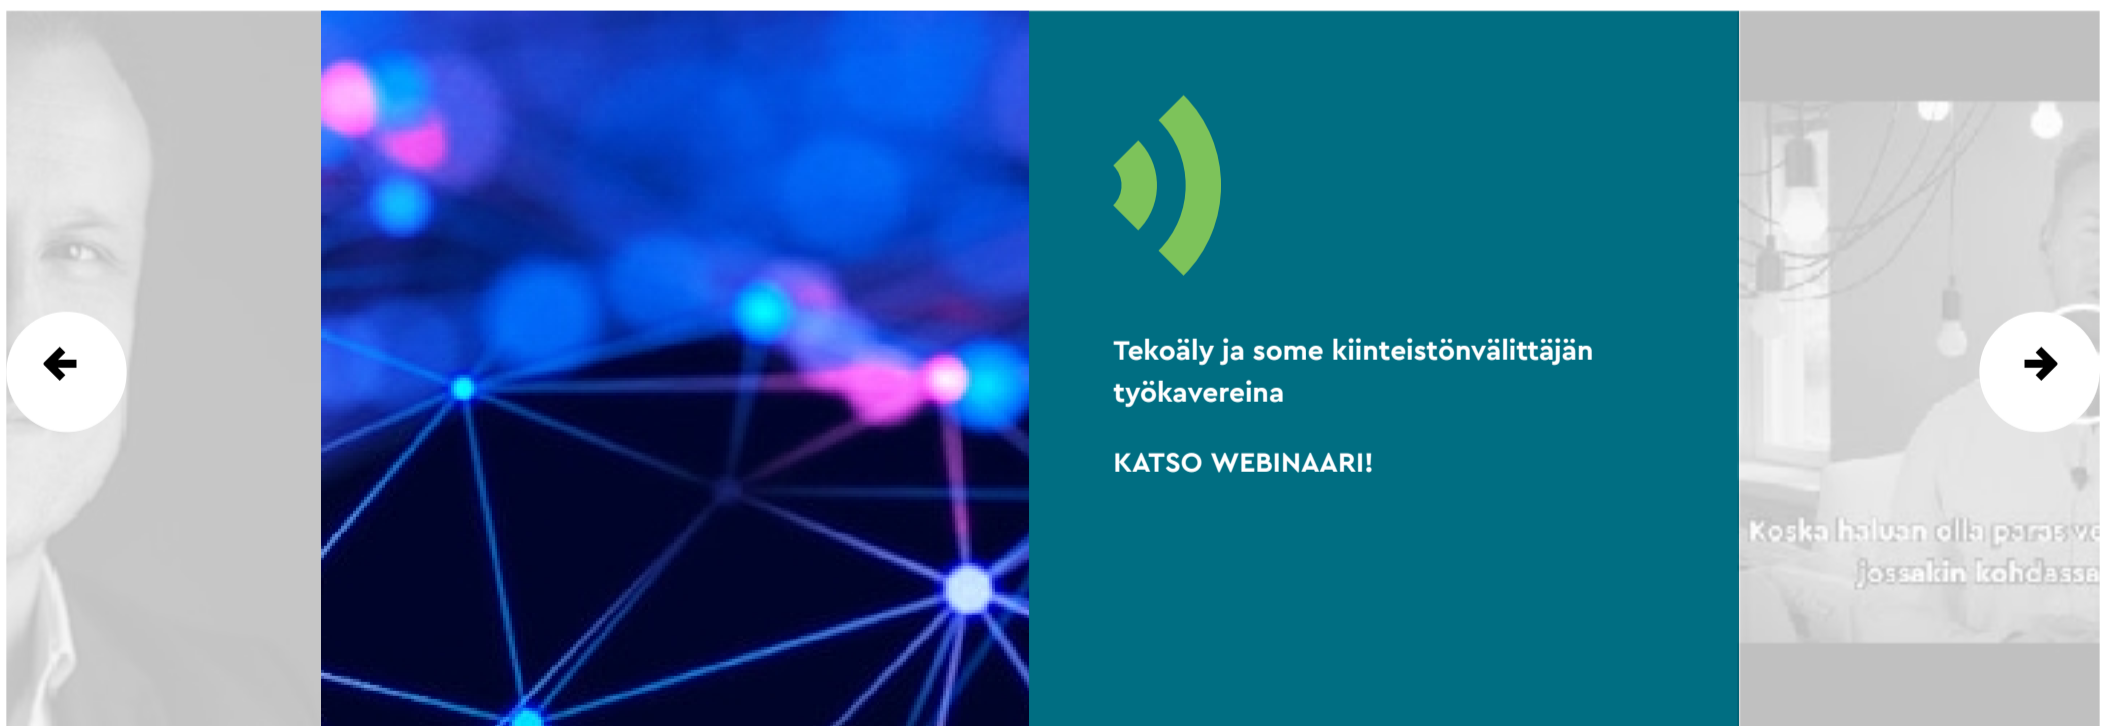 Tekoäly ja some kiinteistönvälittäjän
työkavereina
KATSO WEBINAARI!
Koska haluan olla paras
jossakin kohdassa